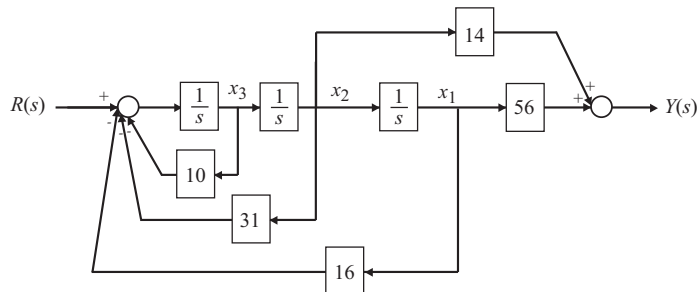 14
R(s) + x₃ x₂ x₁ + + Y(s)
1/s 1/s 1/s 56
- - -
10
31
16